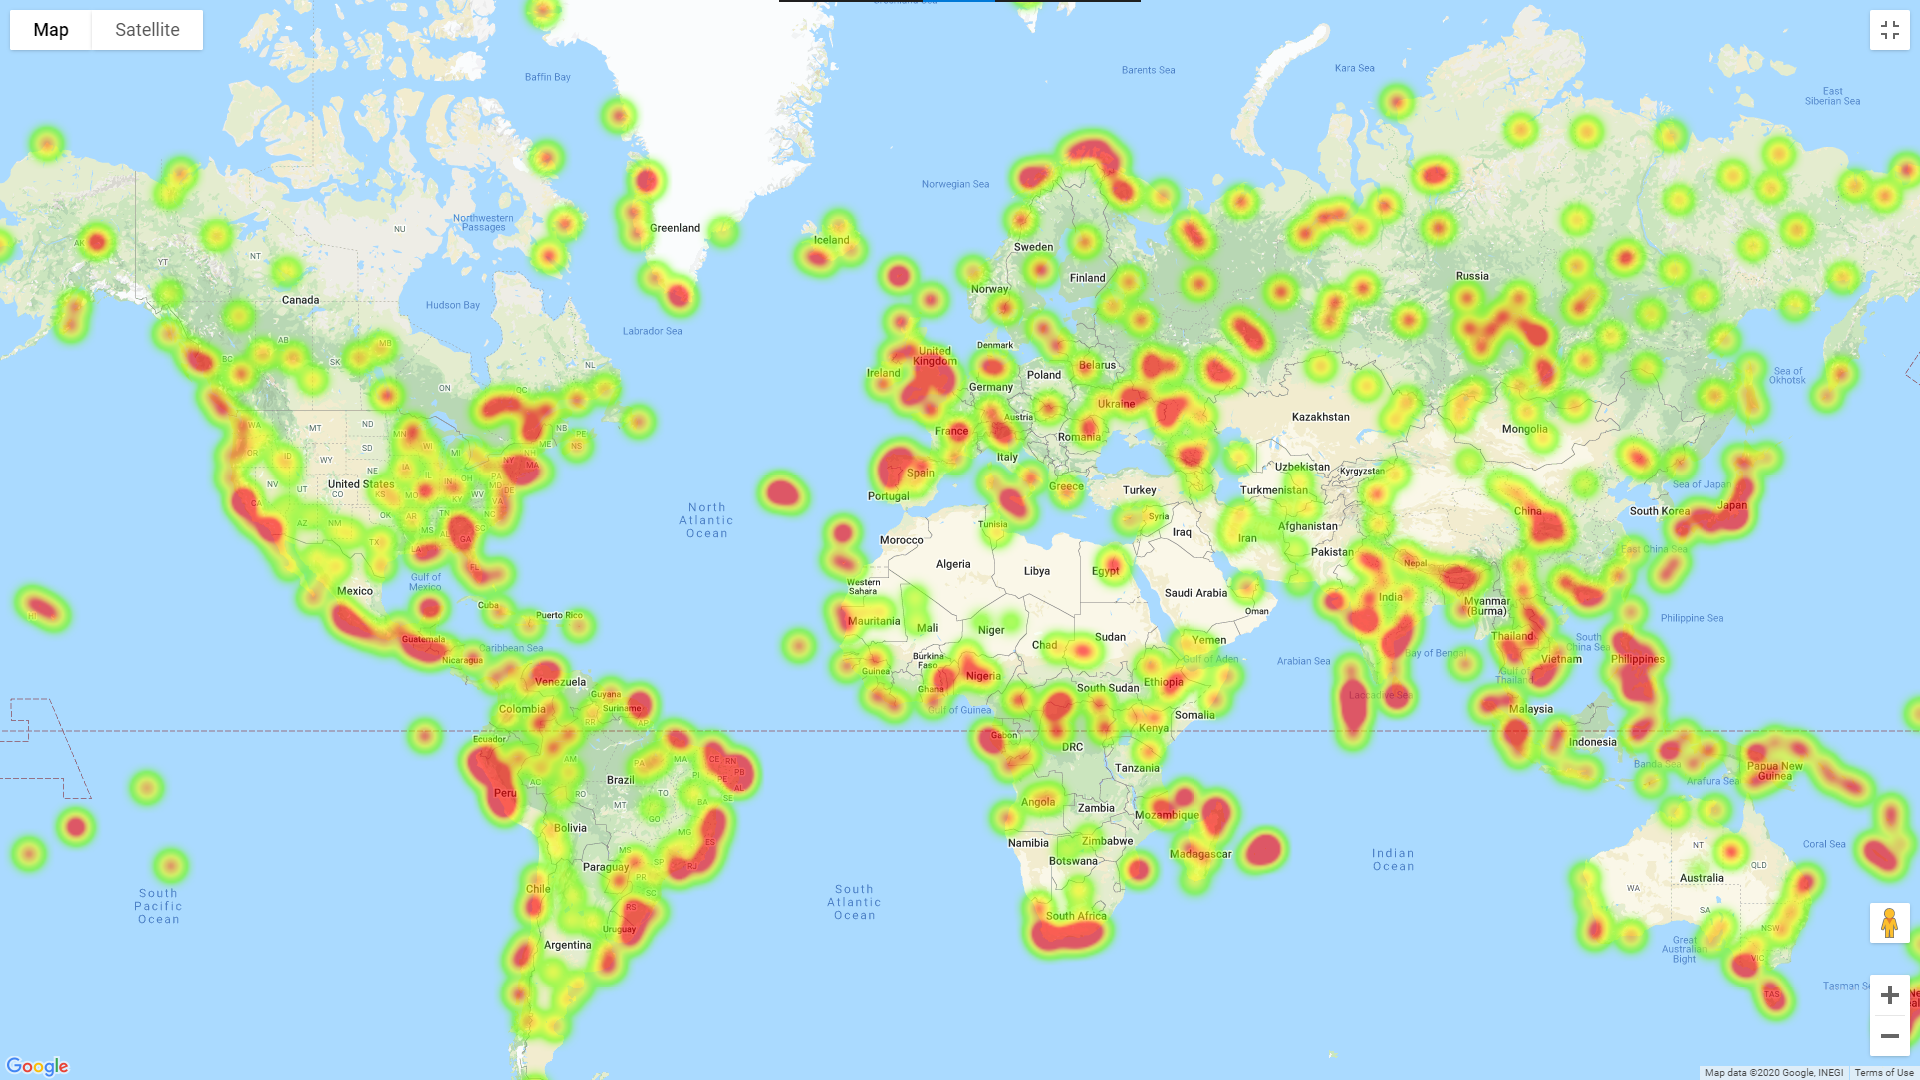 Map
Satellite
Greenland Sea
Baffin Bay
Barents Sea
Kara Sea
East
Siberian Sea
Norwegian Sea
Northwestern
Passages
Greenland
Iceland
NU
AK
YT
NT
Sweden
Finland
Norway
Russia
Canada
Hudson Bay
Labrador Sea
BC
AB
SK
MB
ON
QC
NL
NB
PE
NS
Denmark
United
Kingdom
Ireland
Belarus
Poland
Germany
Sea of
Okhotsk
Ukraine
Austria
France
Romania
Kazakhstan
Mongolia
WA
MT
ND
MN
OR
ID
WY
SD
WI
MI
NY
NH
ME
MA
Italy
Spain
Portugal
Greece
Turkey
Uzbekistan
Kyrgyzstan
Turkmenistan
Sea of Japan
South Korea
Japan
China
United States
NV
UT
CO
NE
IA
KS
MO
IL
IN
OH
PA
WV
VA
MD
DE
CA
AZ
NM
OK
AR
TN
NC
SC
MS
AL
GA
TX
LA
FL
North
Atlantic
Ocean
Tunisia
Morocco
Syria
Iraq
Iran
Afghanistan
Pakistan
Nepal
East China Sea
Algeria
Libya
Egypt
Western
Sahara
Saudi Arabia
Oman
India
Myanmar
(Burma)
Gulf of
Mexico
Mexico
Cuba
Puerto Rico
HI
Mauritania
Mali
Niger
Chad
Sudan
Yemen
Gulf of Aden
Arabian Sea
Bay of Bengal
Thailand
Vietnam
Gulf of
Thailand
South
China Sea
Philippines
Philippine Sea
Guatemala
Nicaragua
Caribbean Sea
Burkina
Faso
Guinea
Ghana
Nigeria
South Sudan
Ethiopia
Somalia
Laccadive Sea
Malaysia
Venezuela
Guyana
Suriname
Colombia
RR
AP
Gulf of Guinea
Gabon
DRC
Kenya
Tanzania
Indonesia
Banda Sea
Arafura Sea
Papua New
Guinea
Ecuador
Peru
AM
PA
MA
CE
RN
PB
PE
AL
SE
PI
AC
RO
TO
BA
Brazil
MT
GO
MG
ES
Bolivia
MS
SP
RJ
Paraguay
PR
SC
RS
Chile
Uruguay
Argentina
Angola
Zambia
Mozambique
Namibia
Zimbabwe
Botswana
Madagascar
South Africa
Indian
Ocean
South
Atlantic
Ocean
South
Pacific
Ocean
NT
QLD
Coral Sea
Australia
WA
SA
NSW
VIC
TAS
Great
Australian
Bight
Google
Map data ©2020 Google, INEGI
Terms of Use